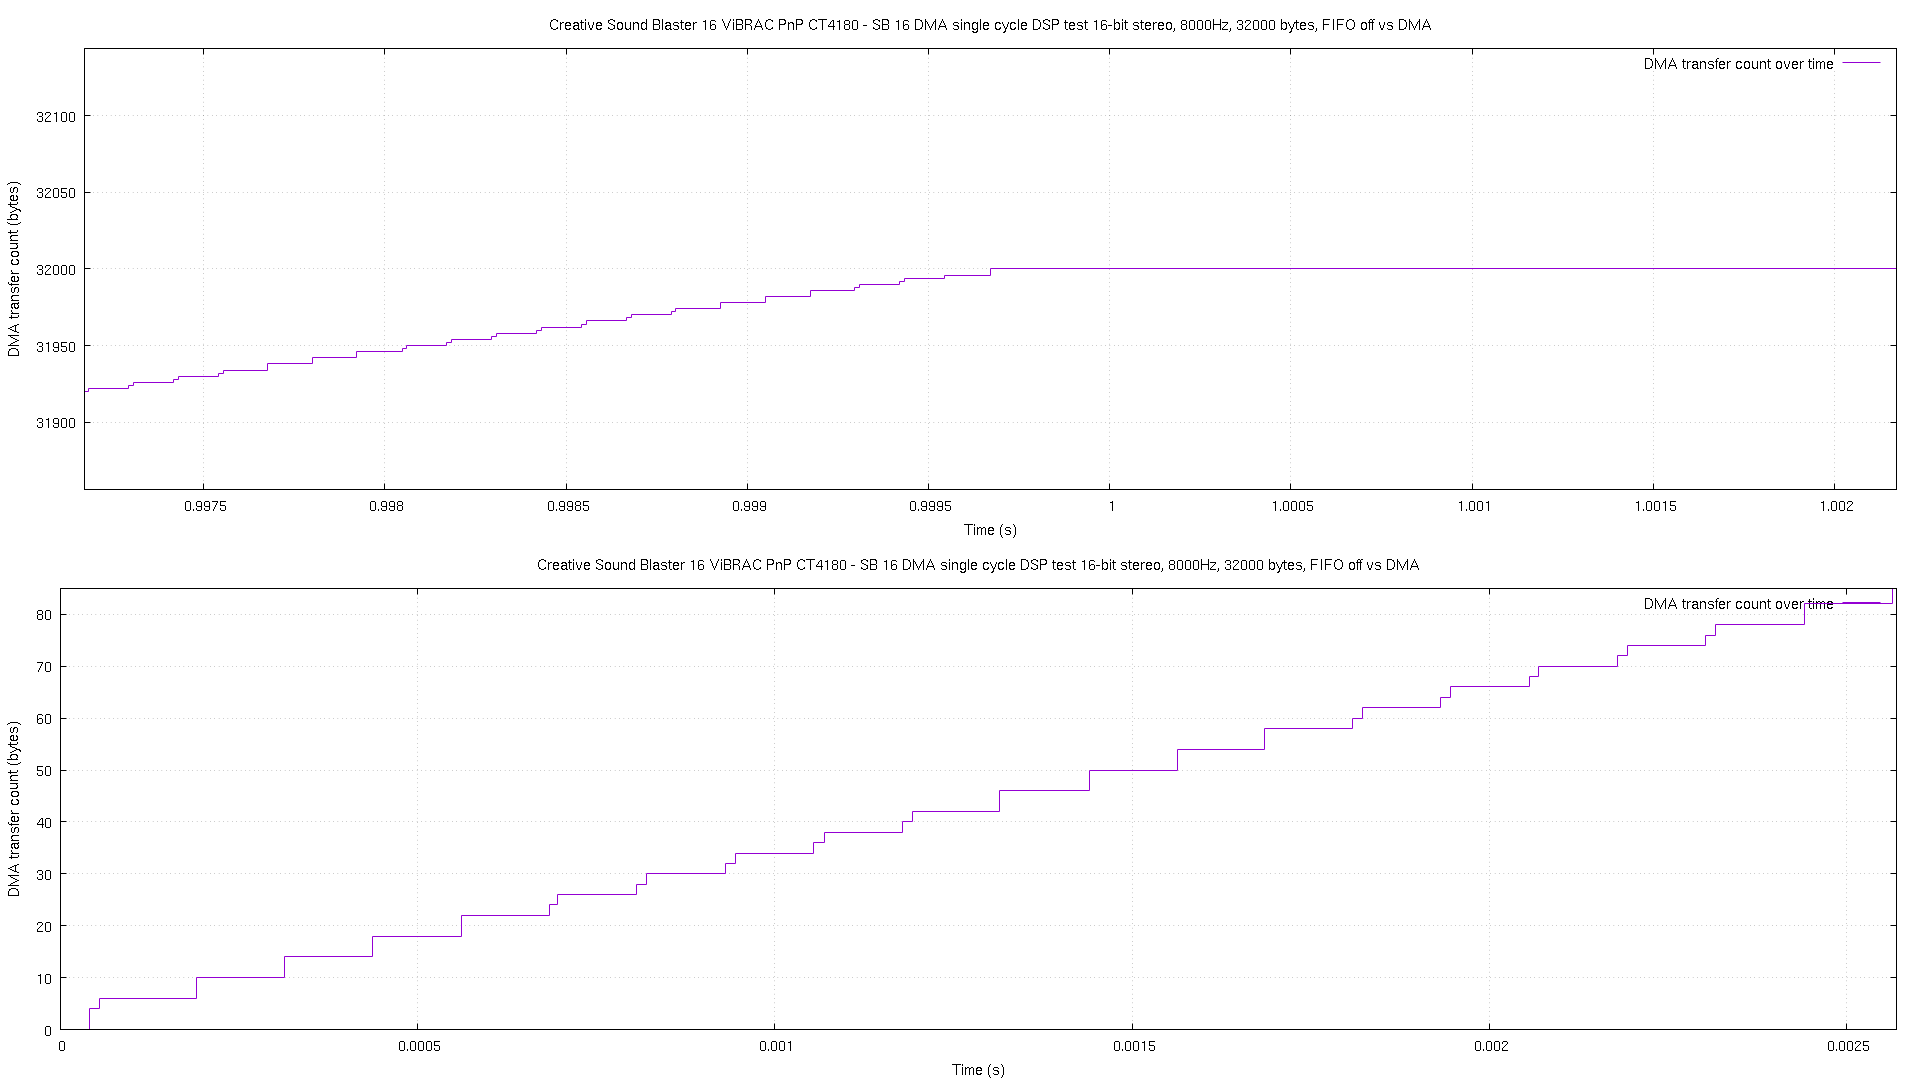 Creative Sound Blaster 16 ViBRAC PnP CT4180 - SB 16 DMA single cycle DSP test 16-bit stereo, 8000Hz, 32000 bytes, FIFO off vs DMA
DMA transfer count over time
32100
32050
32000
31950
31900
DMA transfer count (bytes)
0.9975 0.998 0.9985 0.999 0.9995 1 1.0005 1.001 1.0015 1.002
Time (s)
Creative Sound Blaster 16 ViBRAC PnP CT4180 - SB 16 DMA single cycle DSP test 16-bit stereo, 8000Hz, 32000 bytes, FIFO off vs DMA
DMA transfer count over time
80
70
60
50
40
30
20
10
0
DMA transfer count (bytes)
0 0.0005 0.001 0.0015 0.002 0.0025
Time (s)